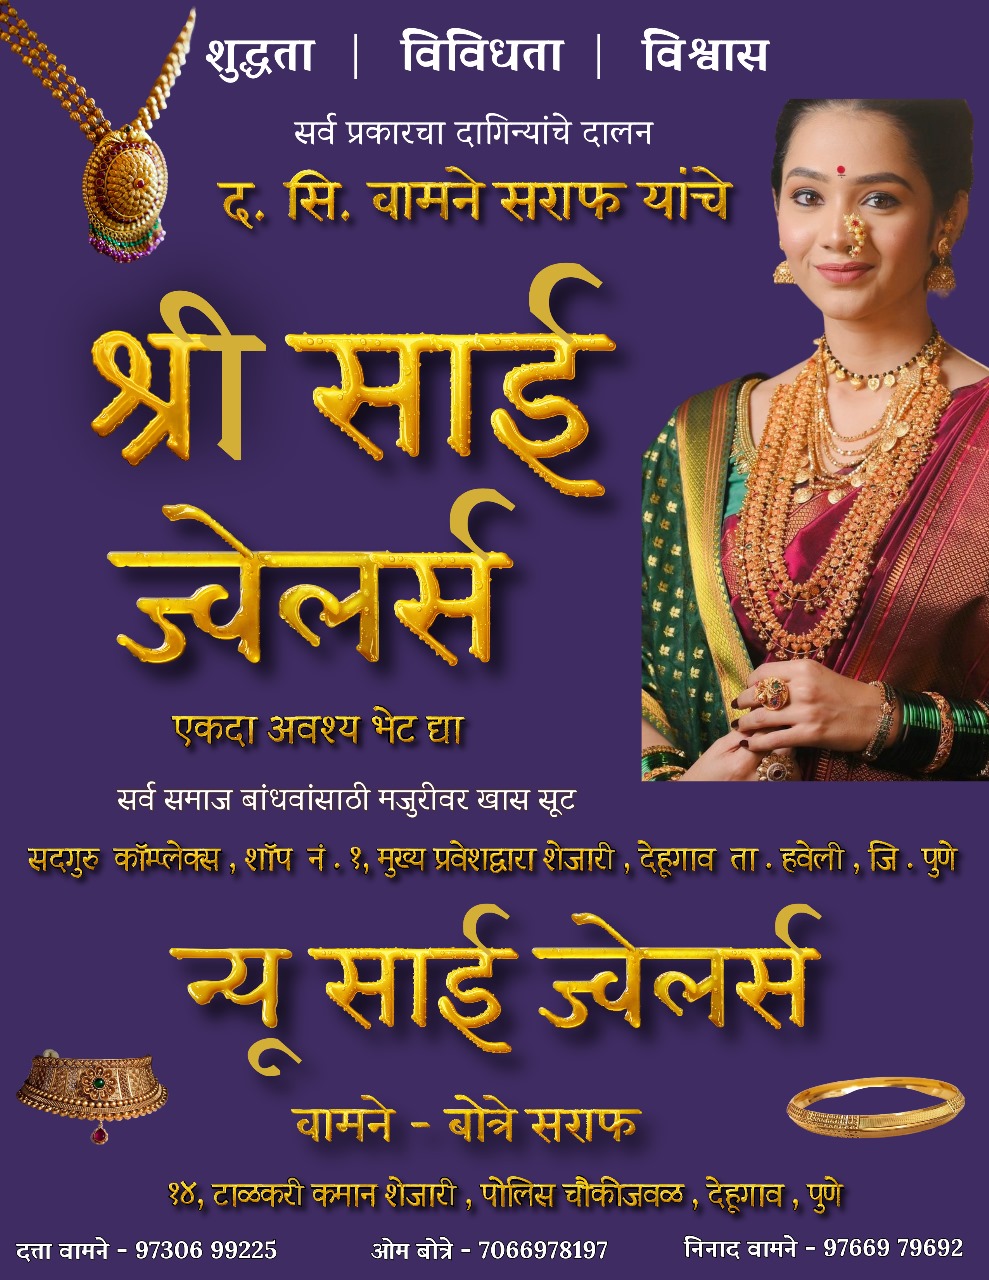 शुद्धता | विविधता | विश्वास
सर्व प्रकारचा दागिन्यांचे दालन
द. सि. वामने सराफ यांचे
श्री साई
ज्वेलर्स
एकदा अवश्य भेट द्या
सर्व समाज बांधवांसाठी मजुरीवर खास सूट
सदगुरु कॉम्प्लेक्स , शॉप नं . १, मुख्य प्रवेशद्वारा शेजारी , देहूगाव ता . हवेली , जि . पुणे
न्यू साई ज्वेलर्स
वामने - बोत्रे सराफ
१४, टाळकरी कमान शेजारी , पोलिस चौकीजवळ , देहूगाव , पुणे
दत्ता वामने - 97306 99225 ओम बोत्रे - 7066978197 निनाद वामने - 97669 79692